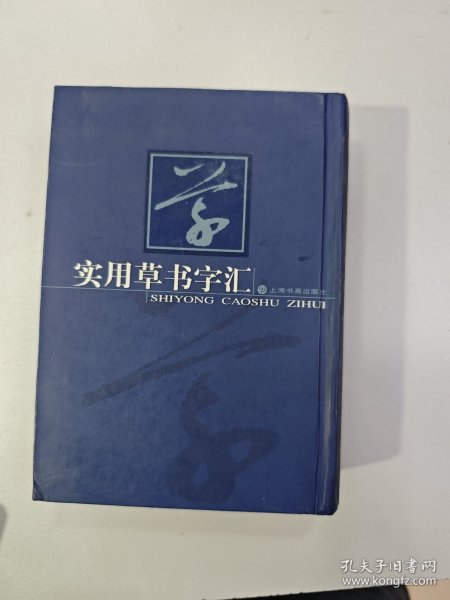 草
实用草书字汇
上海书画出版社
SHIYONG CAOSHU ZIHUI
孔夫子旧书网
www.kongfz.com